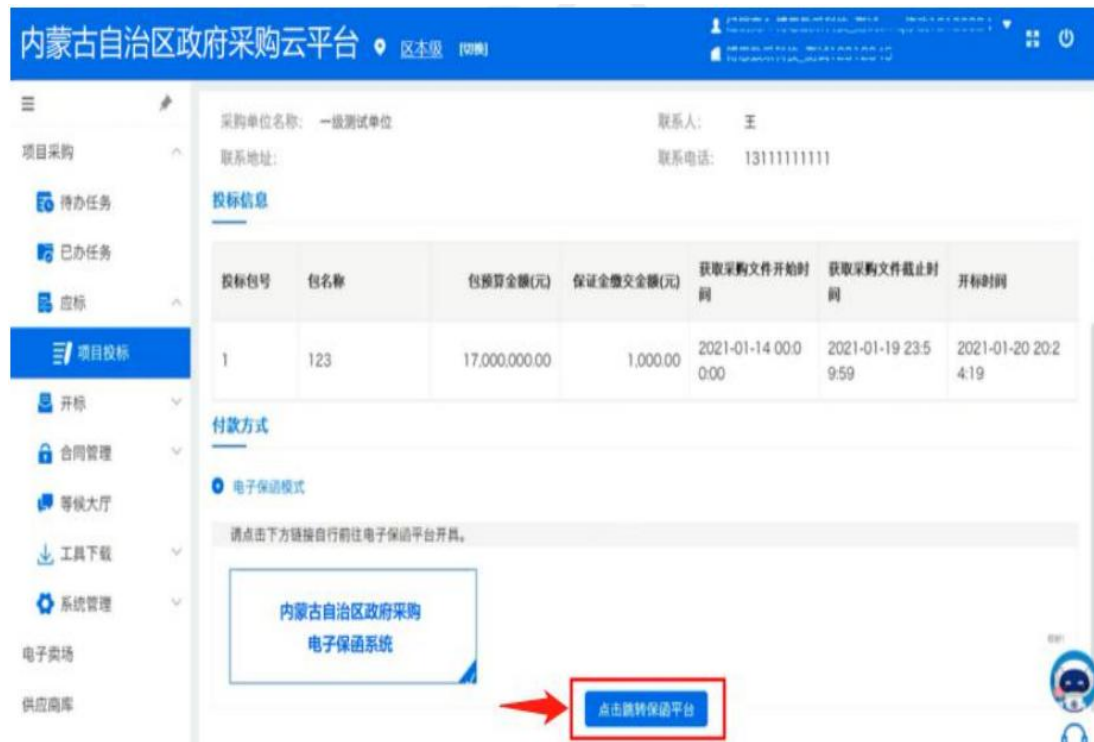 内蒙古自治区政府采购云平台 区本级 [切换]
项目采购
待办任务
已办任务
应标
项目投标
开标
合同管理
等候大厅
工具下载
系统管理
电子卖场
供应商库
采购单位名称: 一级测试单位 联系人: 王
联系地址: 联系电话: 13111111111
投标信息
投标包号 包名称 包预算金额(元) 保证金缴交金额(元) 获取采购文件开始时间 获取采购文件截止时间 开标时间
1 123 17,000,000.00 1,000.00 2021-01-14 00:00:00 2021-01-19 23:59:59 2021-01-20 20:24:19
付款方式
电子保函模式
请点击下方链接自行前往电子保函平台开具。
内蒙古自治区政府采购
电子保函系统
点击跳转保函平台